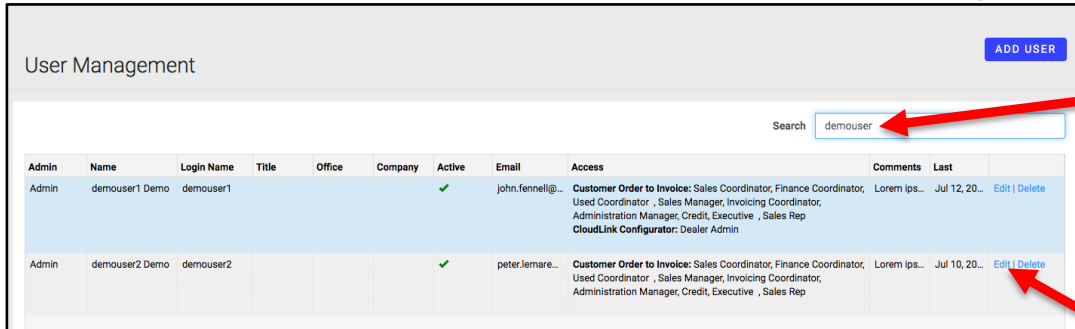 ADD USER
User Management
Search demouser
Admin Name Login Name Title Office Company Active Email Access Comments Last
Admin demouser1 Demo demouser1 john.fennell@... Customer Order to Invoice: Sales Coordinator, Finance Coordinator, Lorem ips... Jul 12, 20... Edit | Delete
Used Coordinator , Sales Manager, Invoicing Coordinator,
Administration Manager, Credit, Executive , Sales Rep
CloudLink Configurator: Dealer Admin
Admin demouser2 Demo demouser2 peter.lemare... Customer Order to Invoice: Sales Coordinator, Finance Coordinator, Lorem ips... Jul 10, 20... Edit | Delete
Used Coordinator , Sales Manager, Invoicing Coordinator,
Administration Manager, Credit, Executive , Sales Rep